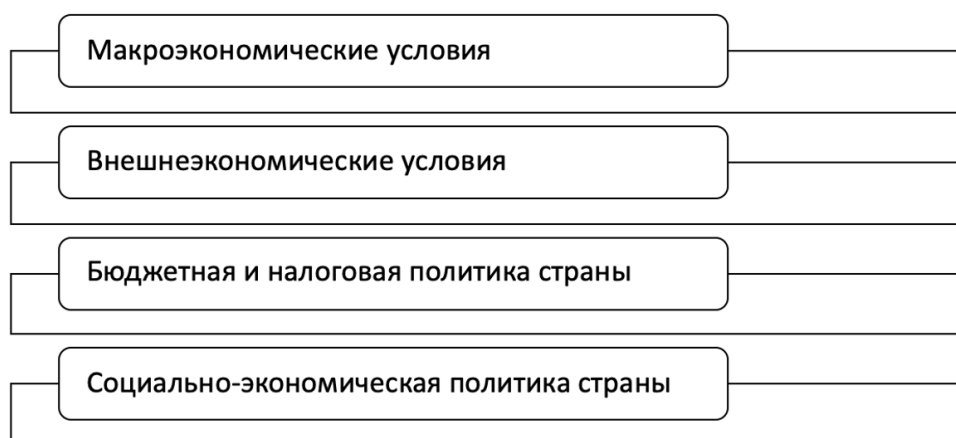 Макроэкономические условия
Внешнеэкономические условия
Бюджетная и налоговая политика страны
Социально-экономическая политика страны